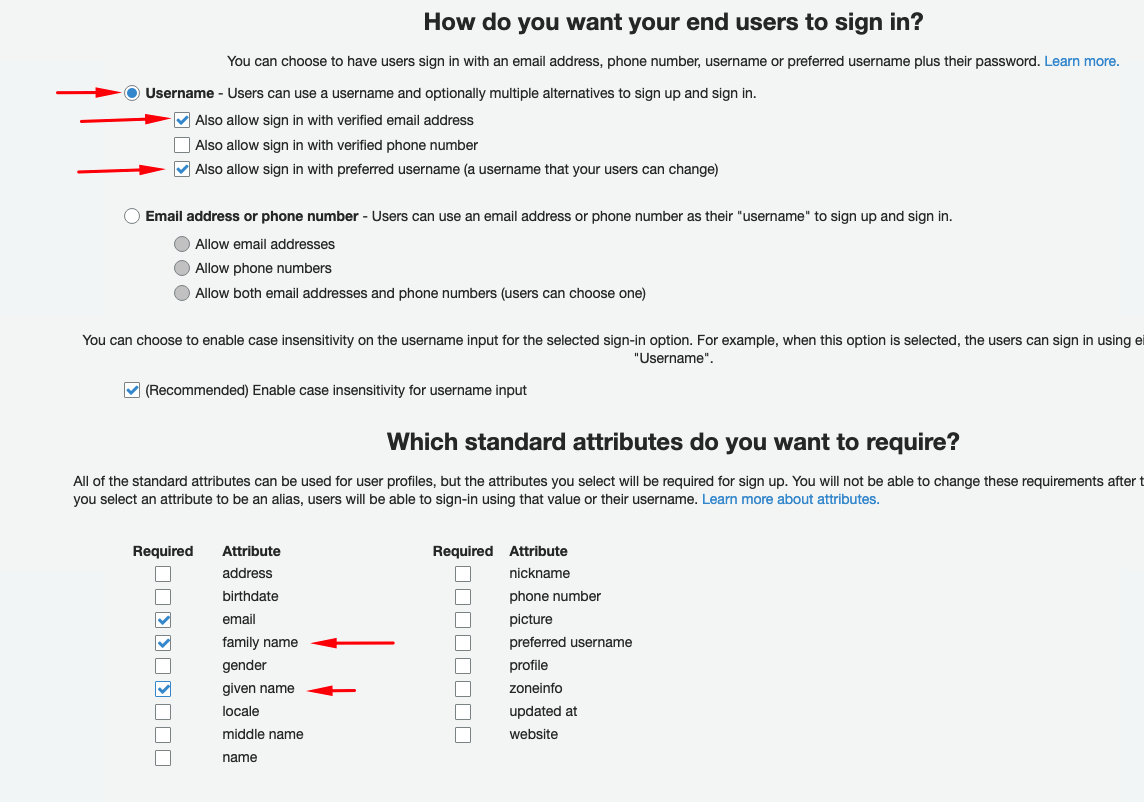 How do you want your end users to sign in?
You can choose to have users sign in with an email address, phone number, username or preferred username plus their password. Learn more.
Username - Users can use a username and optionally multiple alternatives to sign up and sign in.
Also allow sign in with verified email address
Also allow sign in with verified phone number
Also allow sign in with preferred username (a username that your users can change)
Email address or phone number - Users can use an email address or phone number as their "username" to sign up and sign in.
Allow email addresses
Allow phone numbers
Allow both email addresses and phone numbers (users can choose one)
You can choose to enable case insensitivity on the username input for the selected sign-in option. For example, when this option is selected, the users can sign in using
"Username".
(Recommended) Enable case insensitivity for username input
Which standard attributes do you want to require?
All of the standard attributes can be used for user profiles, but the attributes you select will be required for sign up. You will not be able to change these requirements after
you select an attribute to be an alias, users will be able to sign-in using that value or their username. Learn more about attributes.
Required Attribute Required Attribute
address nickname
birthdate phone number
email picture
family name preferred username
gender profile
given name zoneinfo
locale updated at
middle name website
name